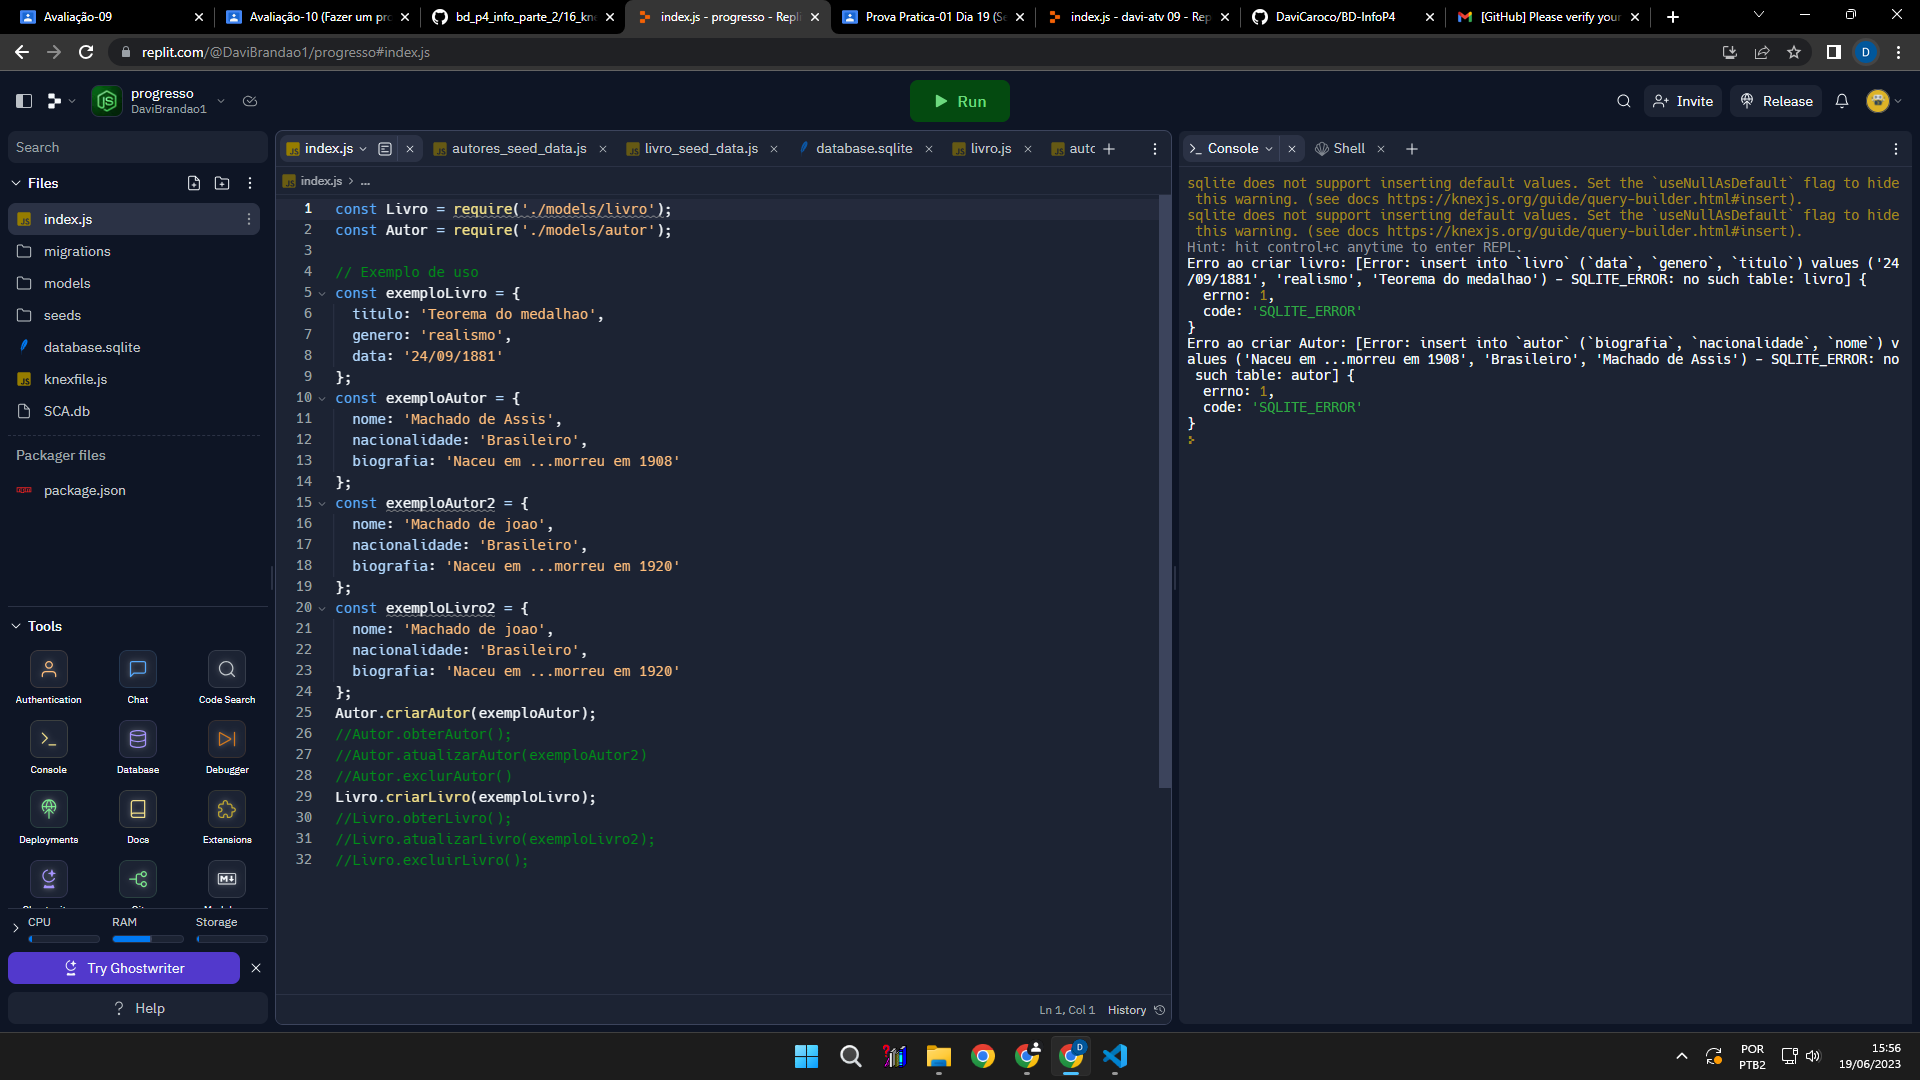 Avaliação-09
Avaliação-10 (Fazer um pr
bd_p4_info_parte_2/16_kn
index.js - progresso - Repli
Prova Pratica-01 Dia 19 (S
index.js - davi-atv 09 - Rep
DaviCaroco/BD-InfoP4
[GitHub] Please verify your
replit.com/@DaviBrandao1/progresso#index.js
D
progresso
DaviBrandao1
Run
Invite
Release
Search
Files
index.js
migrations
models
seeds
database.sqlite
knexfile.js
SCA.db
Packager files
package.json
Tools
Authentication
Chat
Code Search
Console
Database
Debugger
Deployments
Docs
Extensions
CPU
RAM
Storage
Try Ghostwriter
? Help
index.js
autores_seed_data.js
livro_seed_data.js
database.sqlite
livro.js
autc
index.js > ...
1 const Livro = require('./models/livro');
2 const Autor = require('./models/autor');
3
4 // Exemplo de uso
5 const exemploLivro = {
6 titulo: 'Teorema do medalhao',
7 genero: 'realismo',
8 data: '24/09/1881'
9 };
10 const exemploAutor = {
11 nome: 'Machado de Assis',
12 nacionalidade: 'Brasileiro',
13 biografia: 'Naceu em ...morreu em 1908'
14 };
15 const exemploAutor2 = {
16 nome: 'Machado de joao',
17 nacionalidade: 'Brasileiro',
18 biografia: 'Naceu em ...morreu em 1920'
19 };
20 const exemploLivro2 = {
21 nome: 'Machado de joao',
22 nacionalidade: 'Brasileiro',
23 biografia: 'Naceu em ...morreu em 1920'
24 };
25 Autor.criarAutor(exemploAutor);
26 //Autor.obterAutor();
27 //Autor.atualizarAutor(exemploAutor2)
28 //Autor.exclurAutor()
29 Livro.criarLivro(exemploLivro);
30 //Livro.obterLivro();
31 //Livro.atualizarLivro(exemploLivro2);
32 //Livro.excluirLivro();
Ln 1, Col 1 History
Console
Shell
sqlite does not support inserting default values. Set the `useNullAsDefault` flag to hide
this warning. (see docs https://knexjs.org/guide/query-builder.html#insert).
sqlite does not support inserting default values. Set the `useNullAsDefault` flag to hide
this warning. (see docs https://knexjs.org/guide/query-builder.html#insert).
Hint: hit control+c anytime to enter REPL.
Erro ao criar livro: [Error: insert into `livro` (`data`, `genero`, `titulo`) values ('24
/09/1881', 'realismo', 'Teorema do medalhao') - SQLITE_ERROR: no such table: livro] {
errno: 1,
code: 'SQLITE_ERROR'
}
Erro ao criar Autor: [Error: insert into `autor` (`biografia`, `nacionalidade`, `nome`) v
alues ('Naceu em ...morreu em 1908', 'Brasileiro', 'Machado de Assis') - SQLITE_ERROR: no
such table: autor] {
errno: 1,
code: 'SQLITE_ERROR'
}
POR
PTB2
15:56
19/06/2023